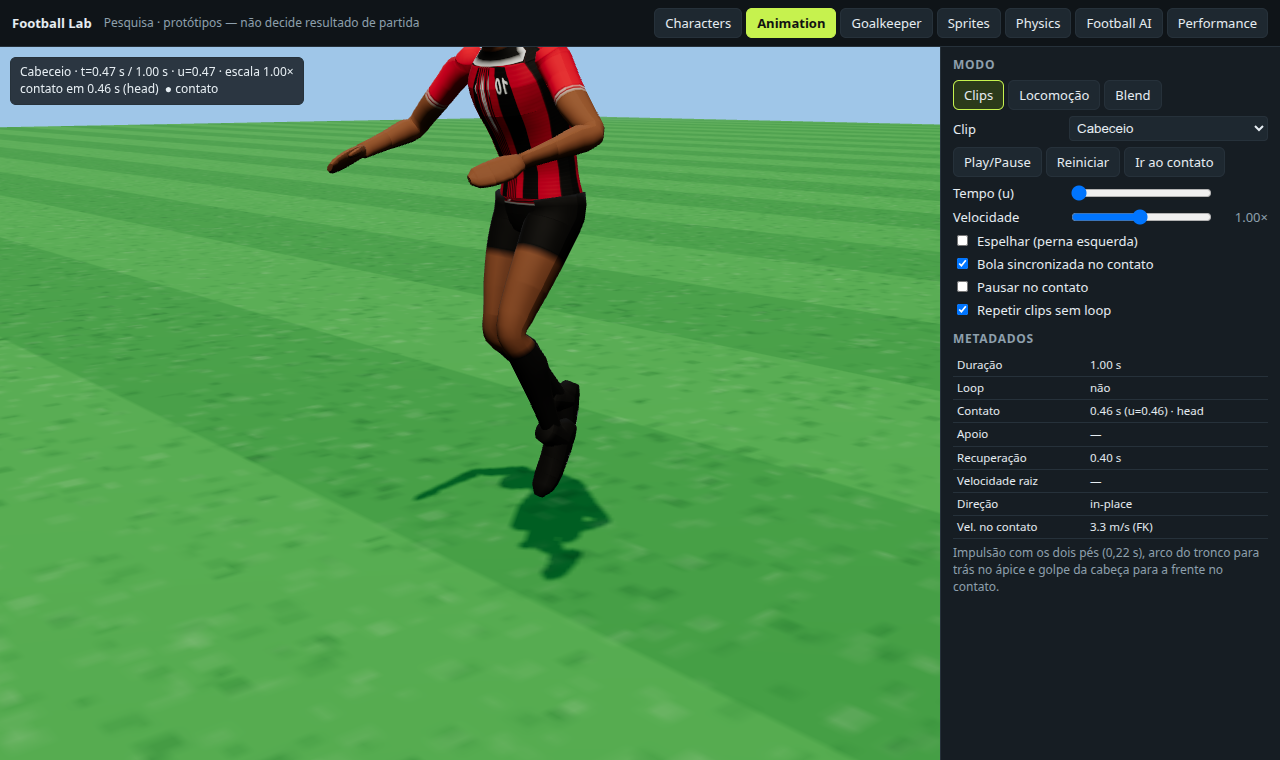 Football Lab Pesquisa · protótipos — não decide resultado de partida Characters Animation Goalkeeper Sprites Physics Football AI Performance
Cabeceio · t=0.47 s / 1.00 s · u=0.47 · escala 1.00×
contato em 0.46 s (head) ● contato
10
MODO
Clips Locomoção Blend
Clip Cabeceio
Play/Pause Reiniciar Ir ao contato
Tempo (u)
Velocidade 1.00×
Espelhar (perna esquerda)
Bola sincronizada no contato
Pausar no contato
Repetir clips sem loop
METADADOS
Duração 1.00 s
Loop não
Contato 0.46 s (u=0.46) · head
Apoio —
Recuperação 0.40 s
Velocidade raiz —
Direção in-place
Vel. no contato 3.3 m/s (FK)
Impulsão com os dois pés (0,22 s), arco do tronco para
trás no ápice e golpe da cabeça para a frente no
contato.